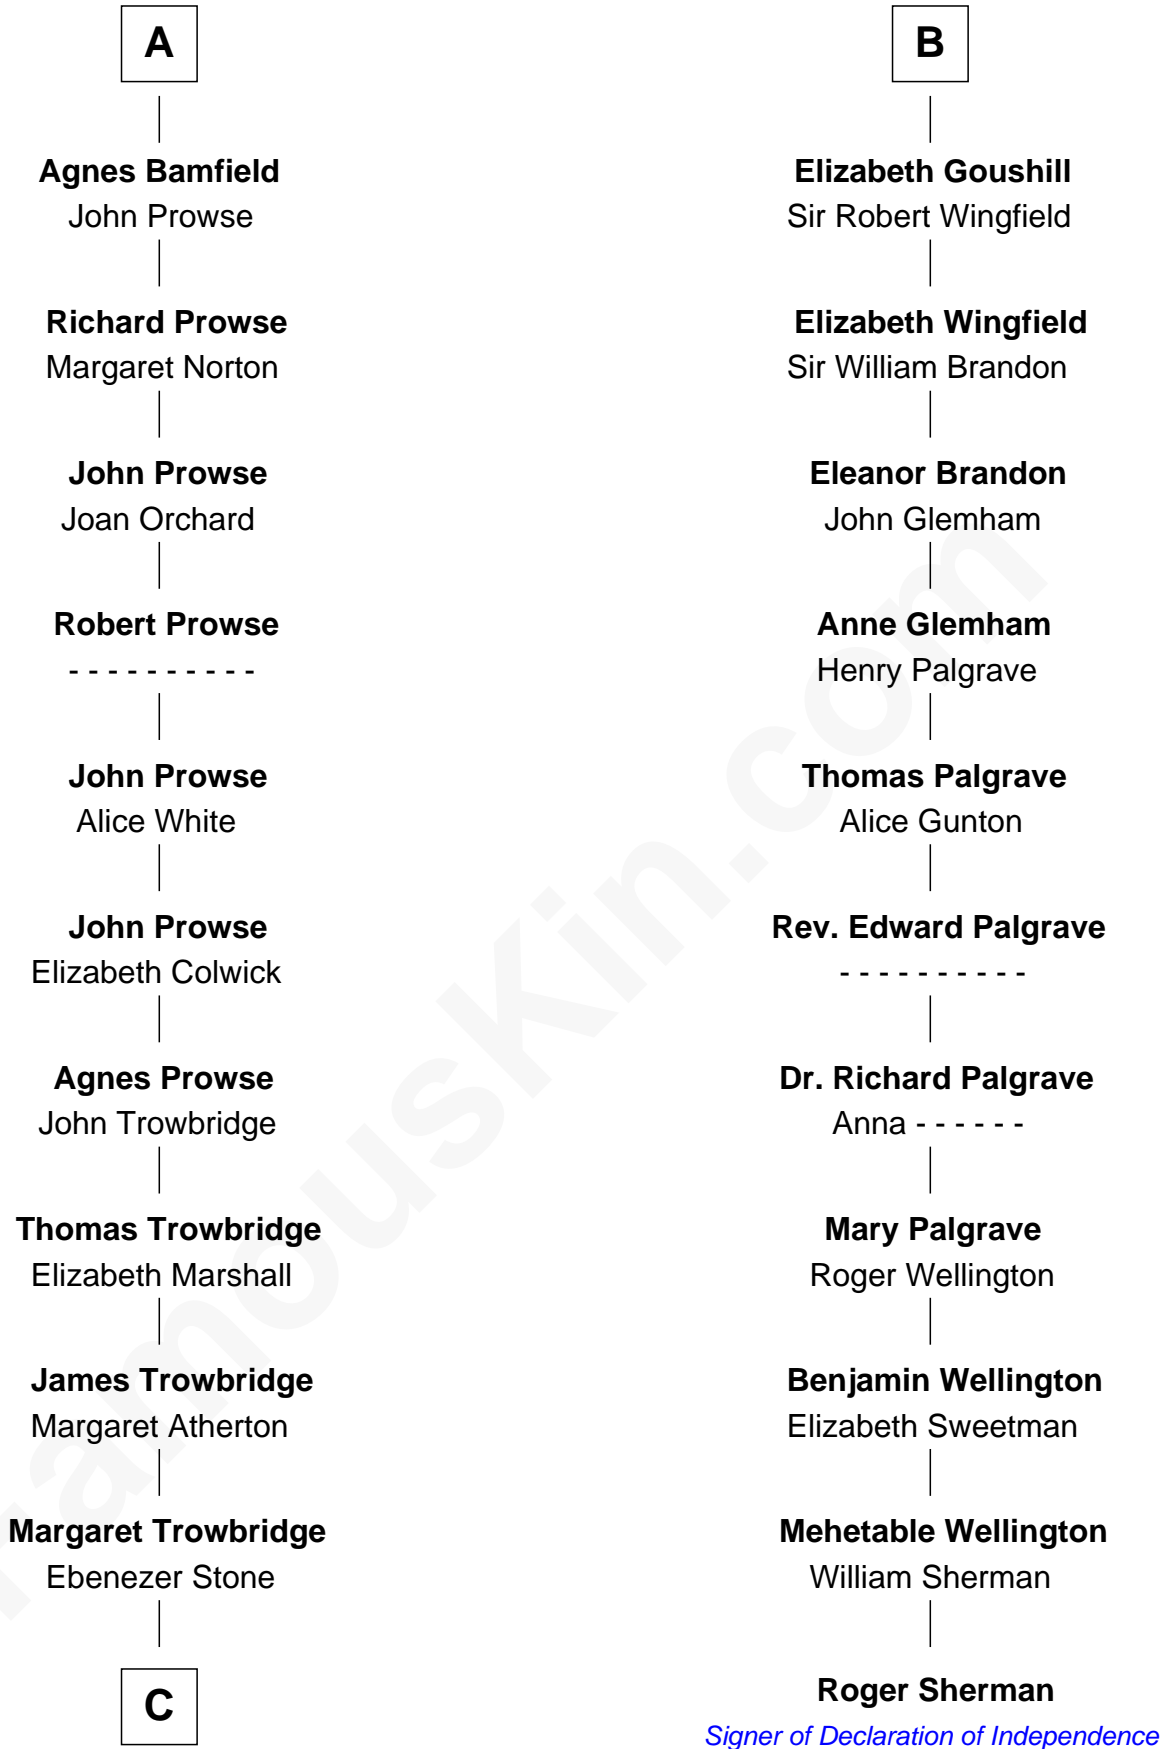 A
Agnes Bamfield
John Prowse
Richard Prowse
Margaret Norton
John Prowse
Joan Orchard
Robert Prowse
- - - - - - - - - -
John Prowse
Alice White
John Prowse
Elizabeth Colwick
Agnes Prowse
John Trowbridge
Thomas Trowbridge
Elizabeth Marshall
James Trowbridge
Margaret Atherton
Margaret Trowbridge
Ebenezer Stone
C
B
Elizabeth Goushill
Sir Robert Wingfield
Elizabeth Wingfield
Sir William Brandon
Eleanor Brandon
John Glemham
Anne Glemham
Henry Palgrave
Thomas Palgrave
Alice Gunton
Rev. Edward Palgrave
- - - - - - - - - -
Dr. Richard Palgrave
Anna - - - - - -
Mary Palgrave
Roger Wellington
Benjamin Wellington
Elizabeth Sweetman
Mehetable Wellington
William Sherman
Roger Sherman
Signer of Declaration of Independence
FamousKin.com